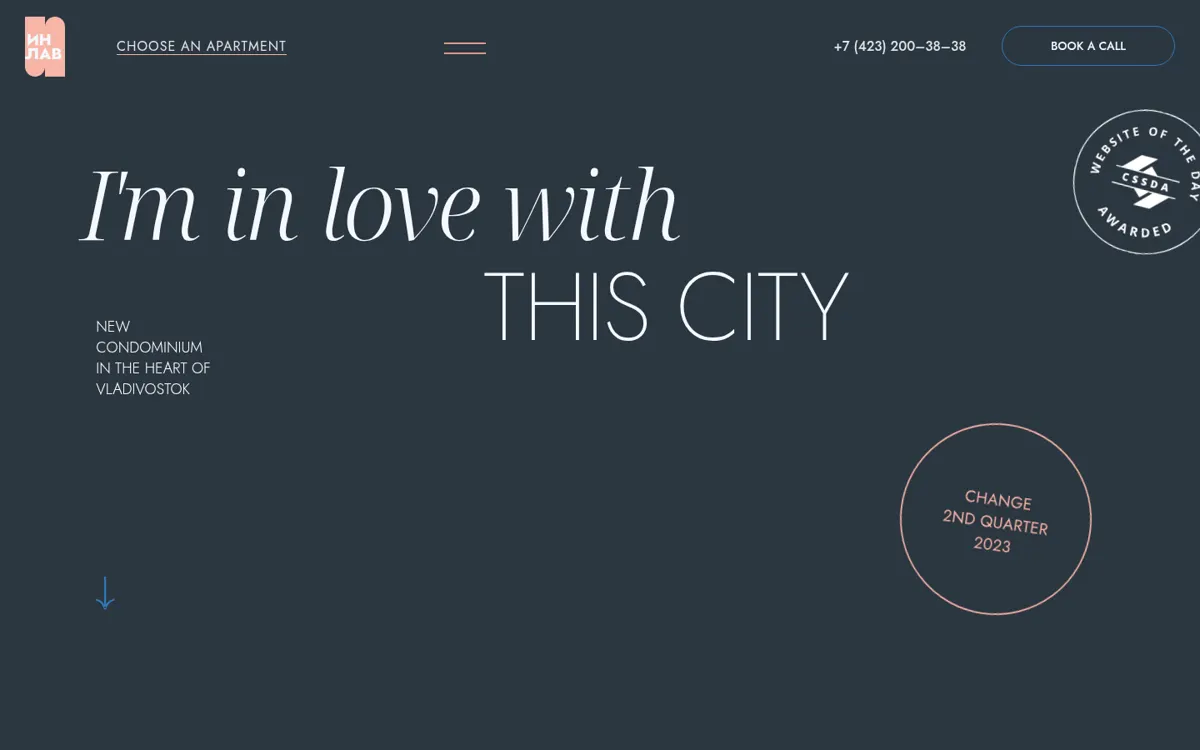 ИН
ЛАВ
CHOOSE AN APARTMENT
+7 (423) 200–38–38
BOOK A CALL
WEBSITE OF THE DAY
CSSDA
AWARDED
I'm in love with
THIS CITY
NEW
CONDOMINIUM
IN THE HEART OF
VLADIVOSTOK
CHANGE
2ND QUARTER
2023